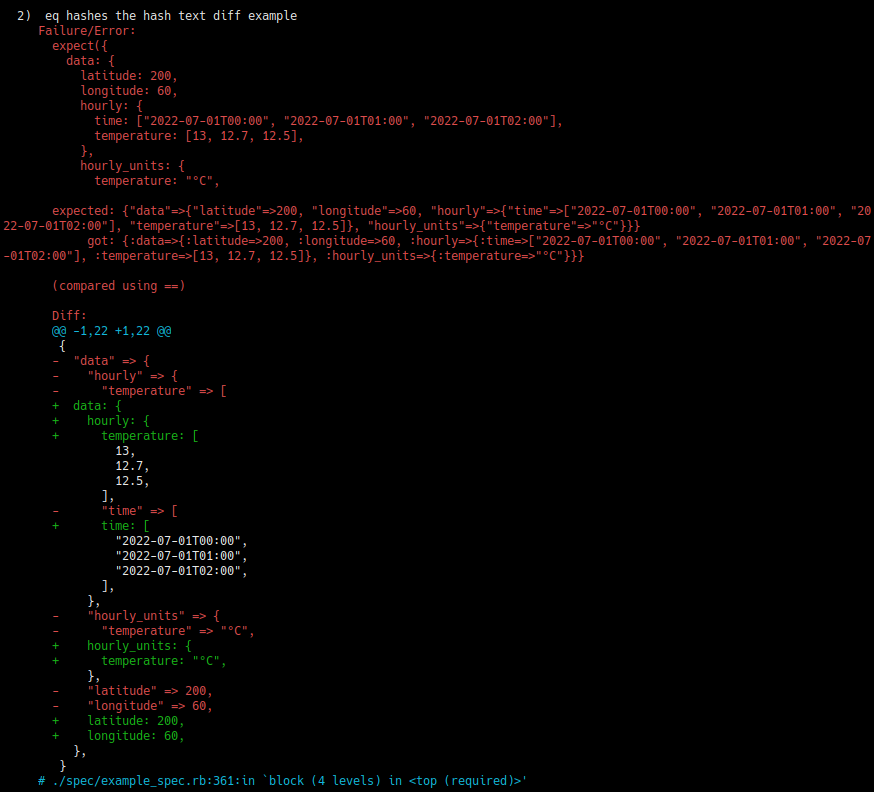 2)  eq hashes the hash text diff example
Failure/Error:
expect({
data: {
latitude: 200,
longitude: 60,
hourly: {
time: ["2022-07-01T00:00", "2022-07-01T01:00", "2022-07-01T02:00"],
temperature: [13, 12.7, 12.5],
},
hourly_units: {
temperature: "°C",
expected: {"data"=>{"latitude"=>200, "longitude"=>60, "hourly"=>{"time"=>["2022-07-01T00:00", "2022-07-01T01:00", "20
22-07-01T02:00"], "temperature"=>[13, 12.7, 12.5]}, "hourly_units"=>{"temperature"=>"°C"}}}
got: {:data=>{:latitude=>200, :longitude=>60, :hourly=>{:time=>["2022-07-01T00:00", "2022-07-01T01:00", "2022-07
-01T02:00"], :temperature=>[13, 12.7, 12.5]}, :hourly_units=>{:temperature=>"°C"}}}
(compared using ==)
Diff:
@@ -1,22 +1,22 @@
{
-  "data" => {
-    "hourly" => {
-      "temperature" => [
+  data: {
+    hourly: {
+      temperature: [
13,
12.7,
12.5,
],
-      "time" => [
+      time: [
"2022-07-01T00:00",
"2022-07-01T01:00",
"2022-07-01T02:00",
],
},
-    "hourly_units" => {
-      "temperature" => "°C",
+    hourly_units: {
+      temperature: "°C",
},
-    "latitude" => 200,
-    "longitude" => 60,
+    latitude: 200,
+    longitude: 60,
},
}
# ./spec/example_spec.rb:361:in `block (4 levels) in <top (required)>'